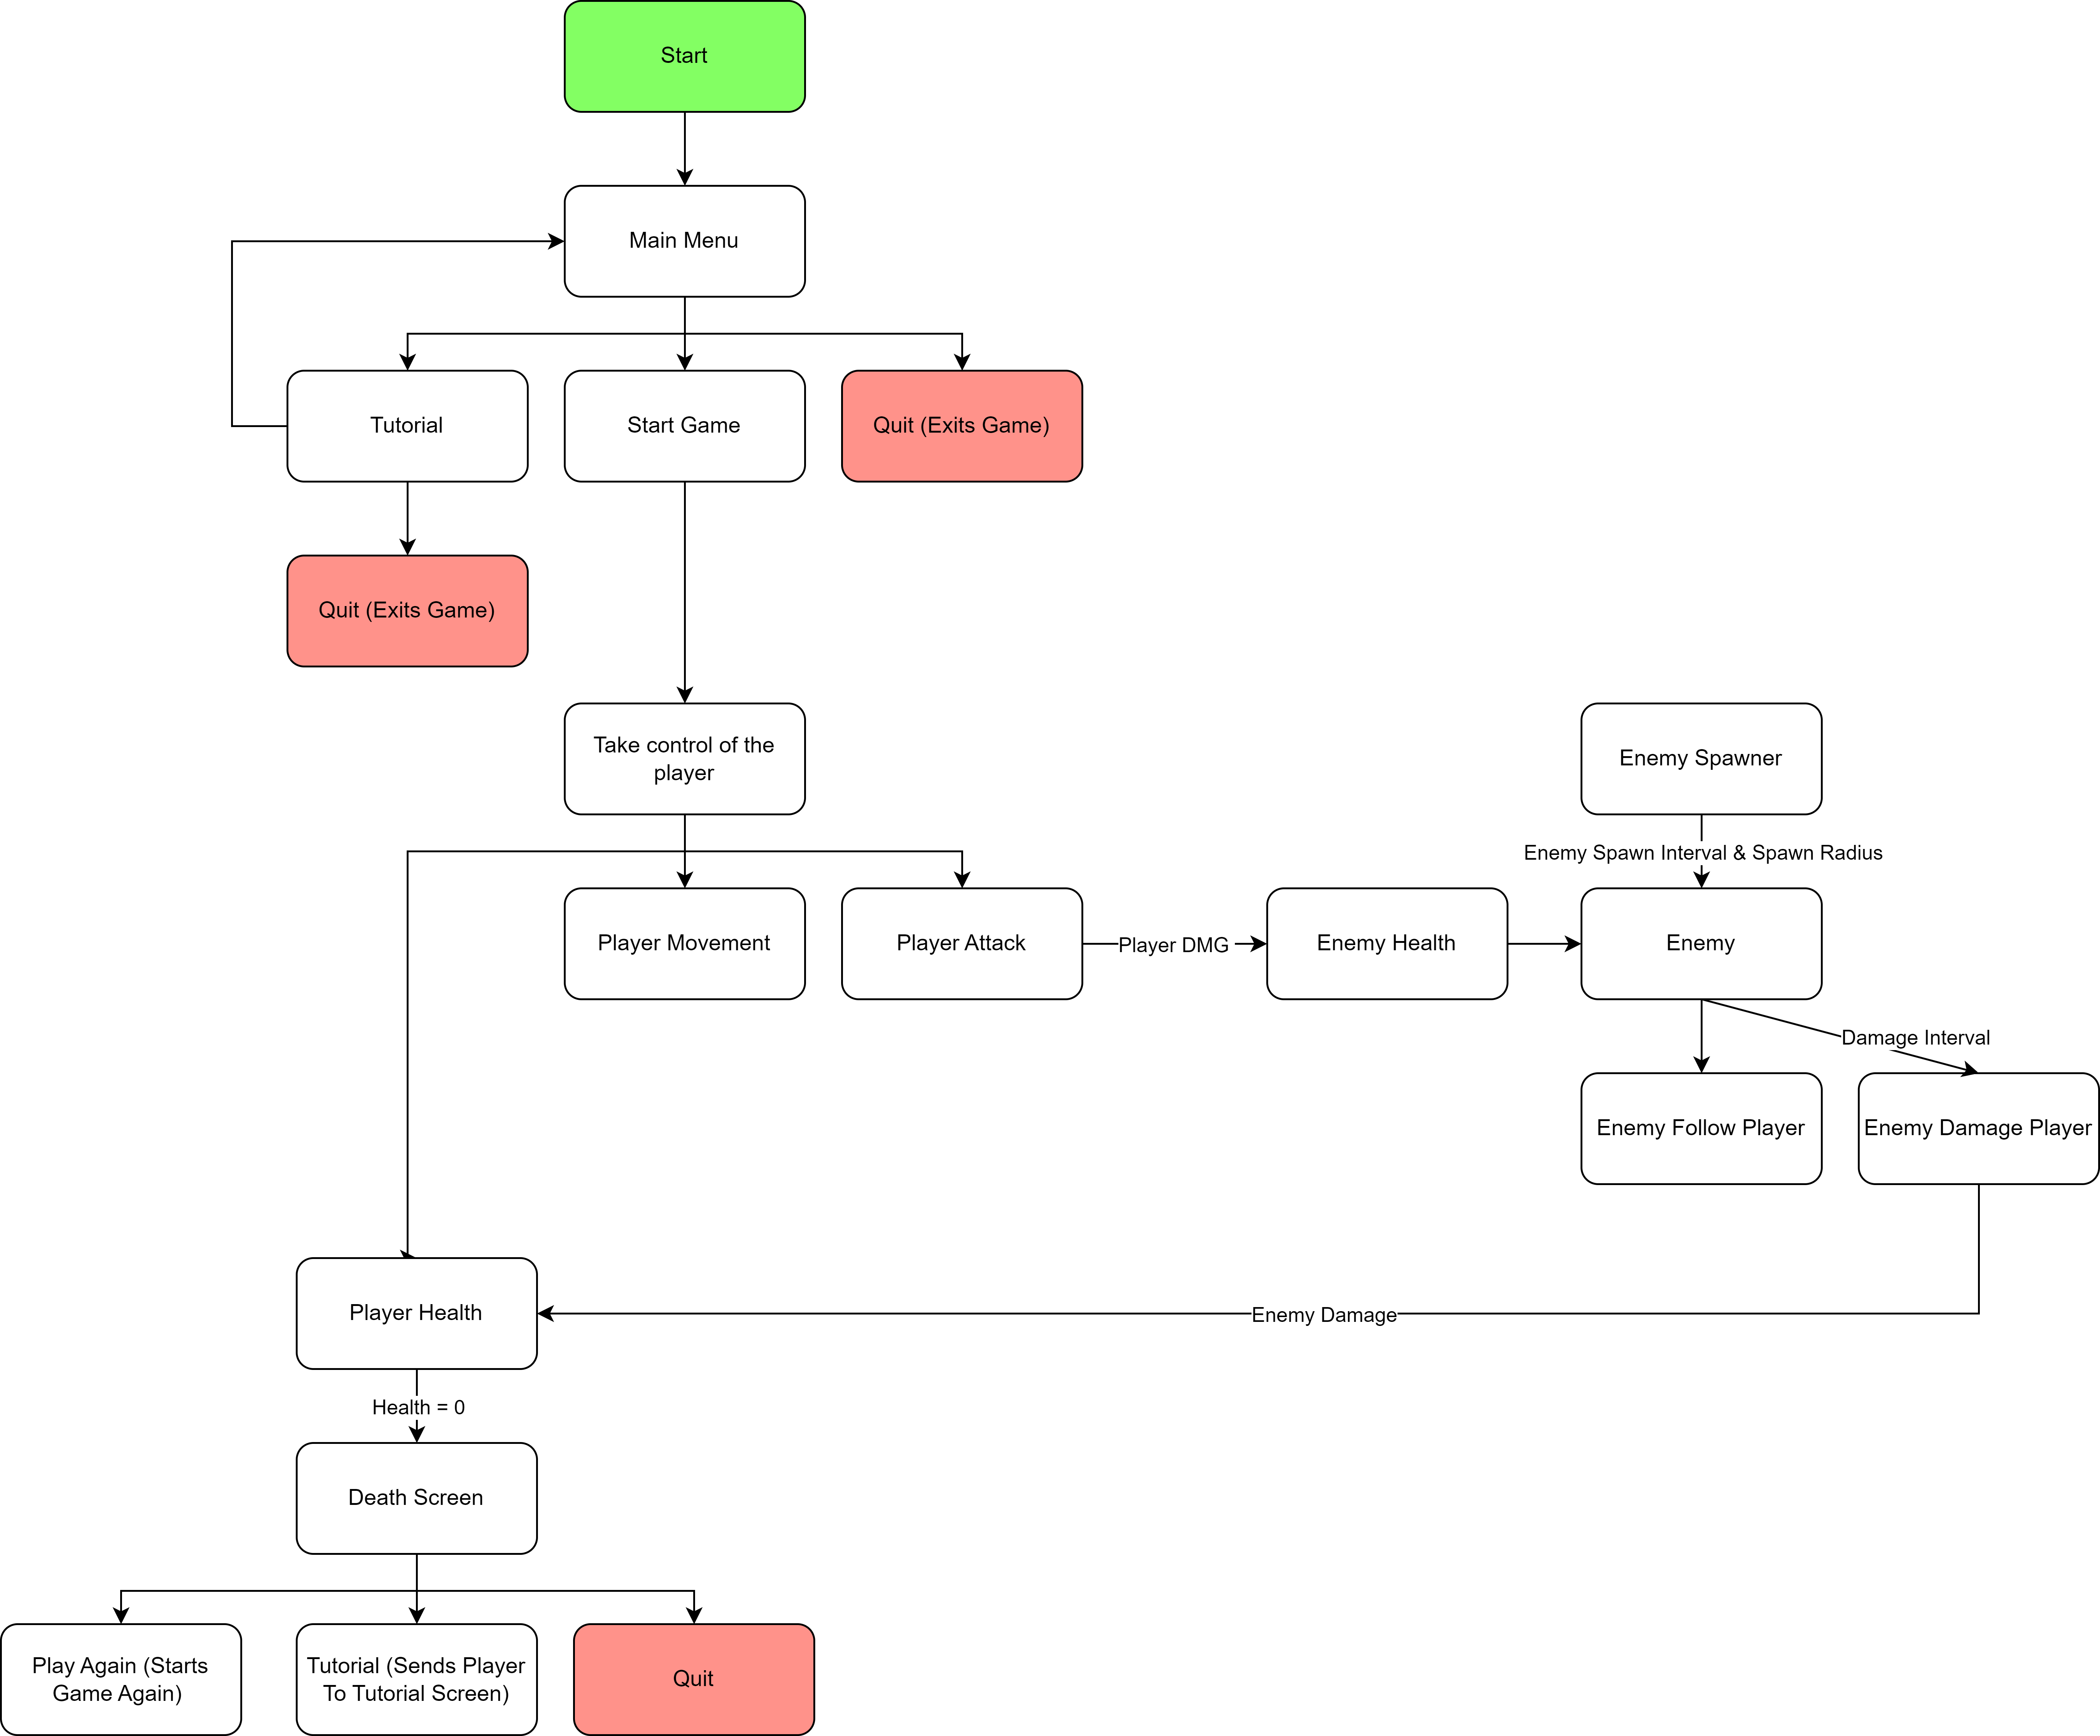 Start
Main Menu
Tutorial
Start Game
Quit (Exits Game)
Quit (Exits Game)
Take control of the
player
Enemy Spawner
Enemy Spawn Interval & Spawn Radius
Player Movement
Player Attack
Player DMG
Enemy Health
Enemy
Damage Interval
Enemy Follow Player
Enemy Damage Player
Player Health
Enemy Damage
Health = 0
Death Screen
Play Again (Starts
Game Again)
Tutorial (Sends Player
To Tutorial Screen)
Quit